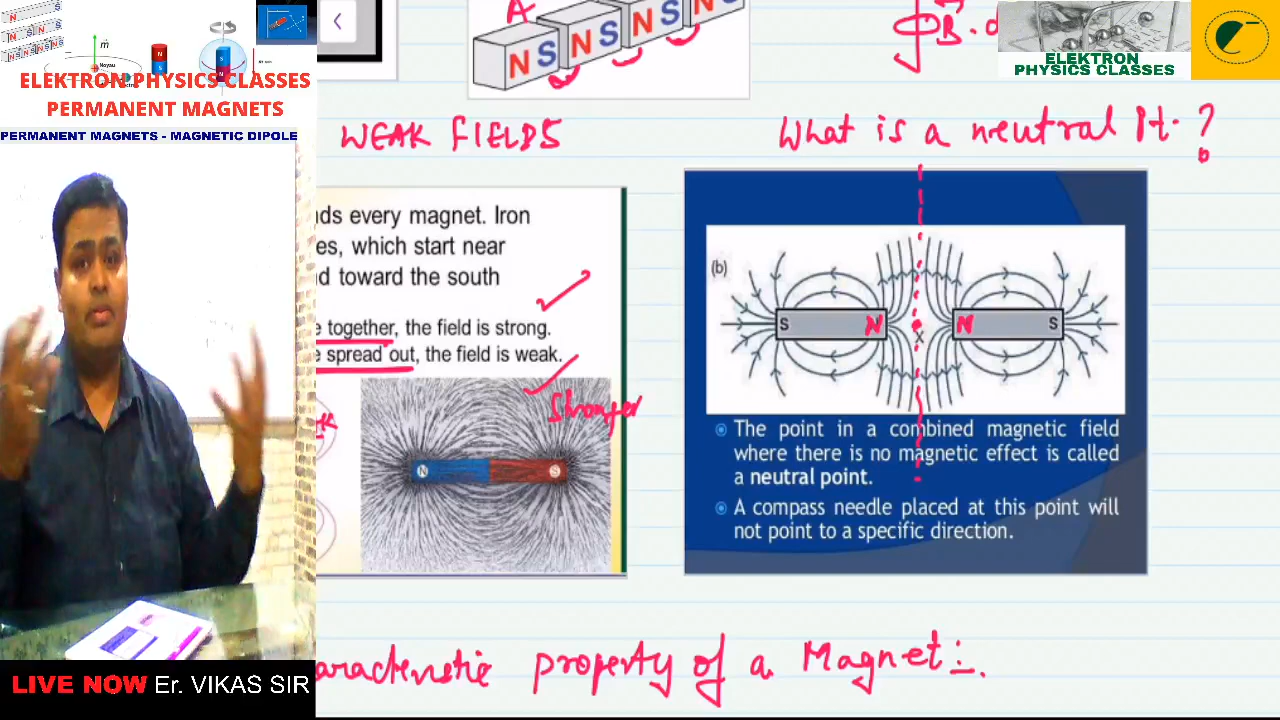 ELEKTRON PHYSICS CLASSES
PERMANENT MAGNETS
PERMANENT MAGNETS - MAGNETIC DIPOLE
LIVE NOW Er. VIKAS SIR
A
N S N S N S N S
B.
ELEKTRON
PHYSICS CLASSES
WEAK FIELDS
What is a neutral Pt. ?
nds every magnet. Iron
es, which start near
d toward the south
e together, the field is strong.
e spread out, the field is weak.
Stronger
N S
(b)
S N N S
x
The point in a combined magnetic field
where there is no magnetic effect is called
a neutral point.
A compass needle placed at this point will
not point to a specific direction.
aracteristic property of a Magnet :-